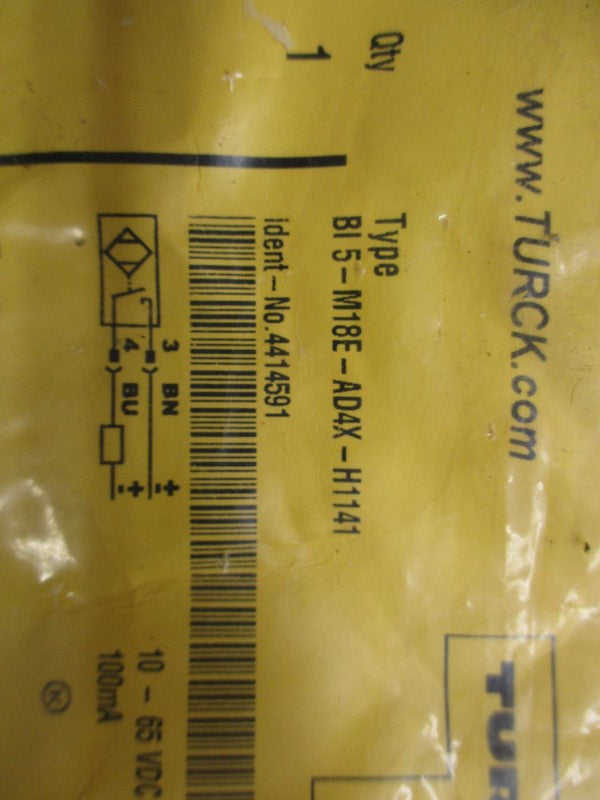 www.TURCK.com
Qty
1
Type
BI 5-M18E-AD4X-H1141
Ident-No.4414591
3 BN
4 BU
+
-
+
-
10 - 65 VDC
100mA
TUR